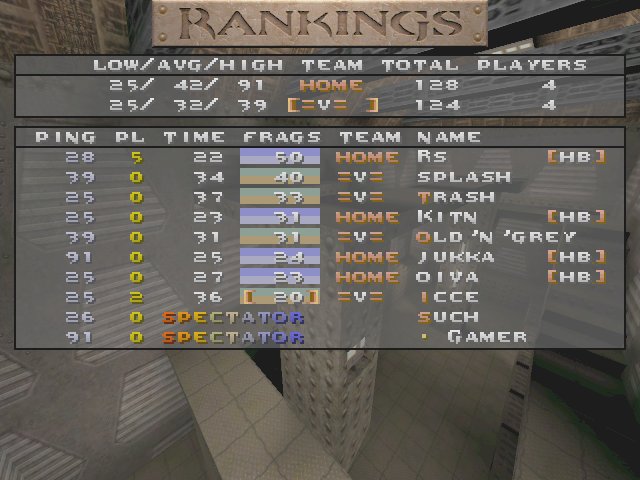 RANKINGS
LOW/AVG/HIGH TEAM TOTAL PLAYERS
25/ 42/ 91 HOME 128 4
25/ 32/ 39 [=V= ] 124 4
PING PL TIME FRAGS TEAM NAME
28 5 22 50 HOME RS [HB]
39 0 34 40 =V= SPLASH
25 0 37 33 =V= TRASH
25 0 23 31 HOME KITN [HB]
39 0 31 31 =V= OLD 'N 'GREY
91 0 25 24 HOME JUKKA [HB]
25 0 27 23 HOME OIVA [HB]
25 2 36 [ 20 ] =V= ICCE
26 0 SPECTATOR SUCH
91 0 SPECTATOR · GAMER